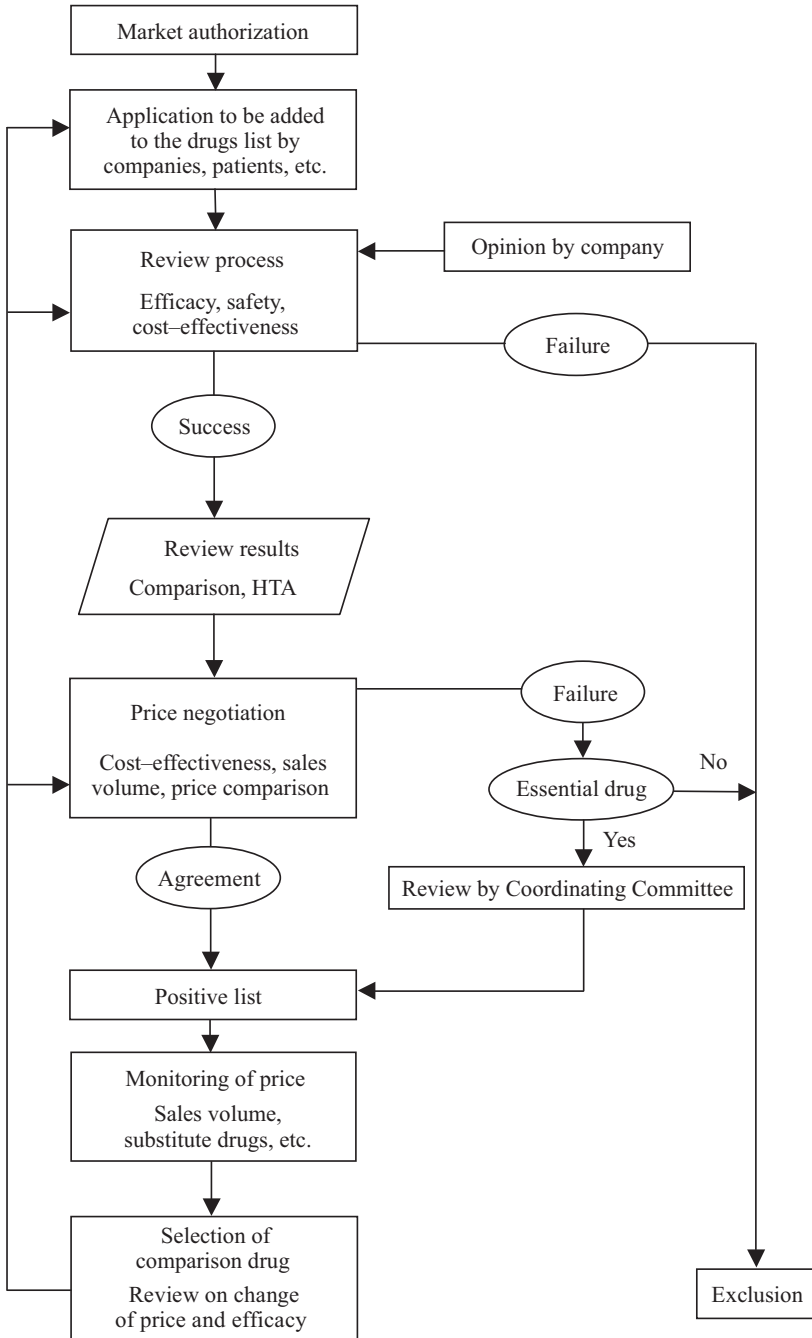 Market authorization
Application to be added
to the drugs list by
companies, patients, etc.
Review process
Efficacy, safety,
cost–effectiveness
Opinion by company
Failure
Success
Review results
Comparison, HTA
Price negotiation
Cost–effectiveness, sales
volume, price comparison
Failure
Essential drug
No
Yes
Agreement
Review by Coordinating Committee
Positive list
Monitoring of price
Sales volume,
substitute drugs, etc.
Selection of
comparison drug
Review on change
of price and efficacy
Exclusion